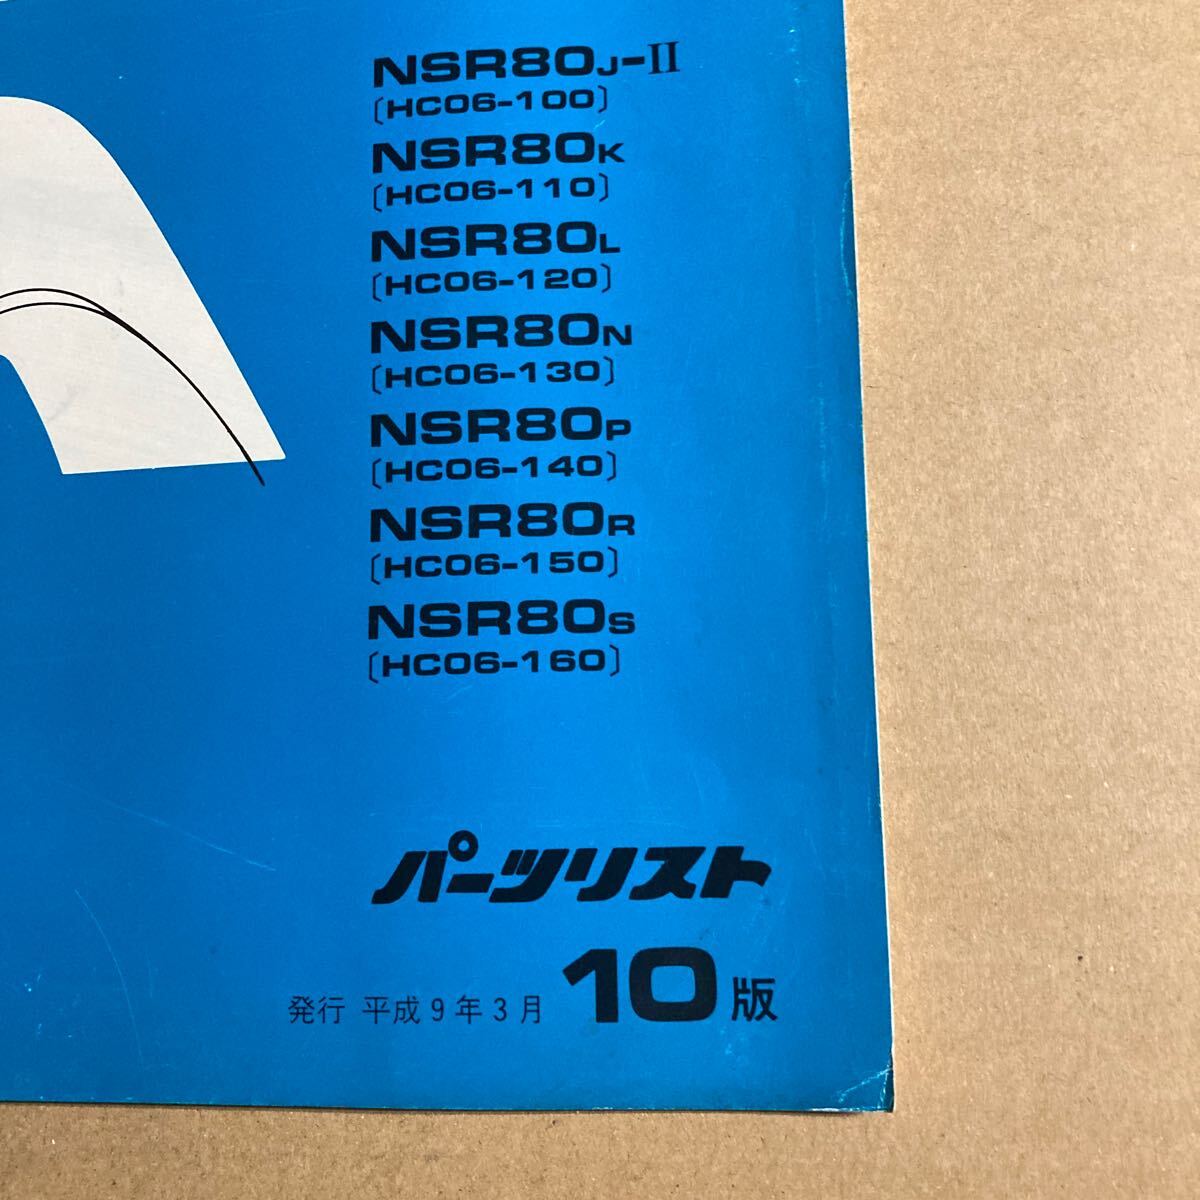 NSR80J-II
〔HC06-100〕
NSR80K
〔HC06-110〕
NSR80L
〔HC06-120〕
NSR80N
〔HC06-130〕
NSR80P
〔HC06-140〕
NSR80R
〔HC06-150〕
NSR80S
〔HC06-160〕
パーツリスト
発行 平成9年3月 10版